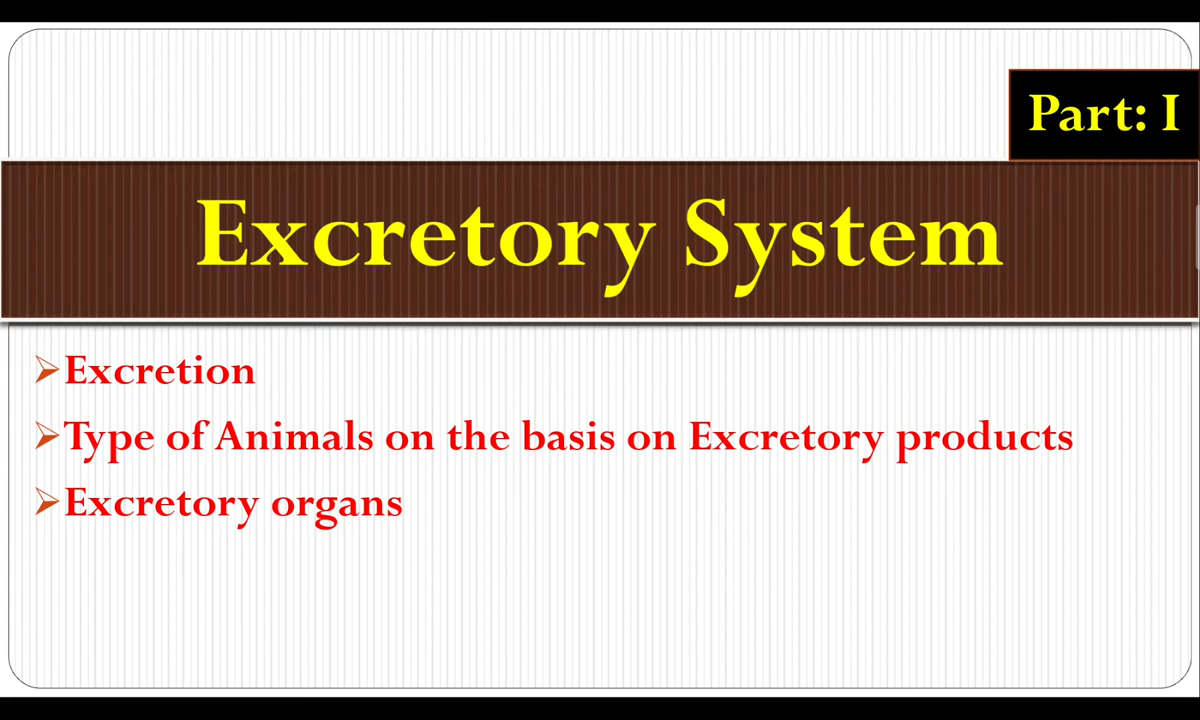 Part: I
Excretory System
Excretion
Type of Animals on the basis on Excretory products
Excretory organs